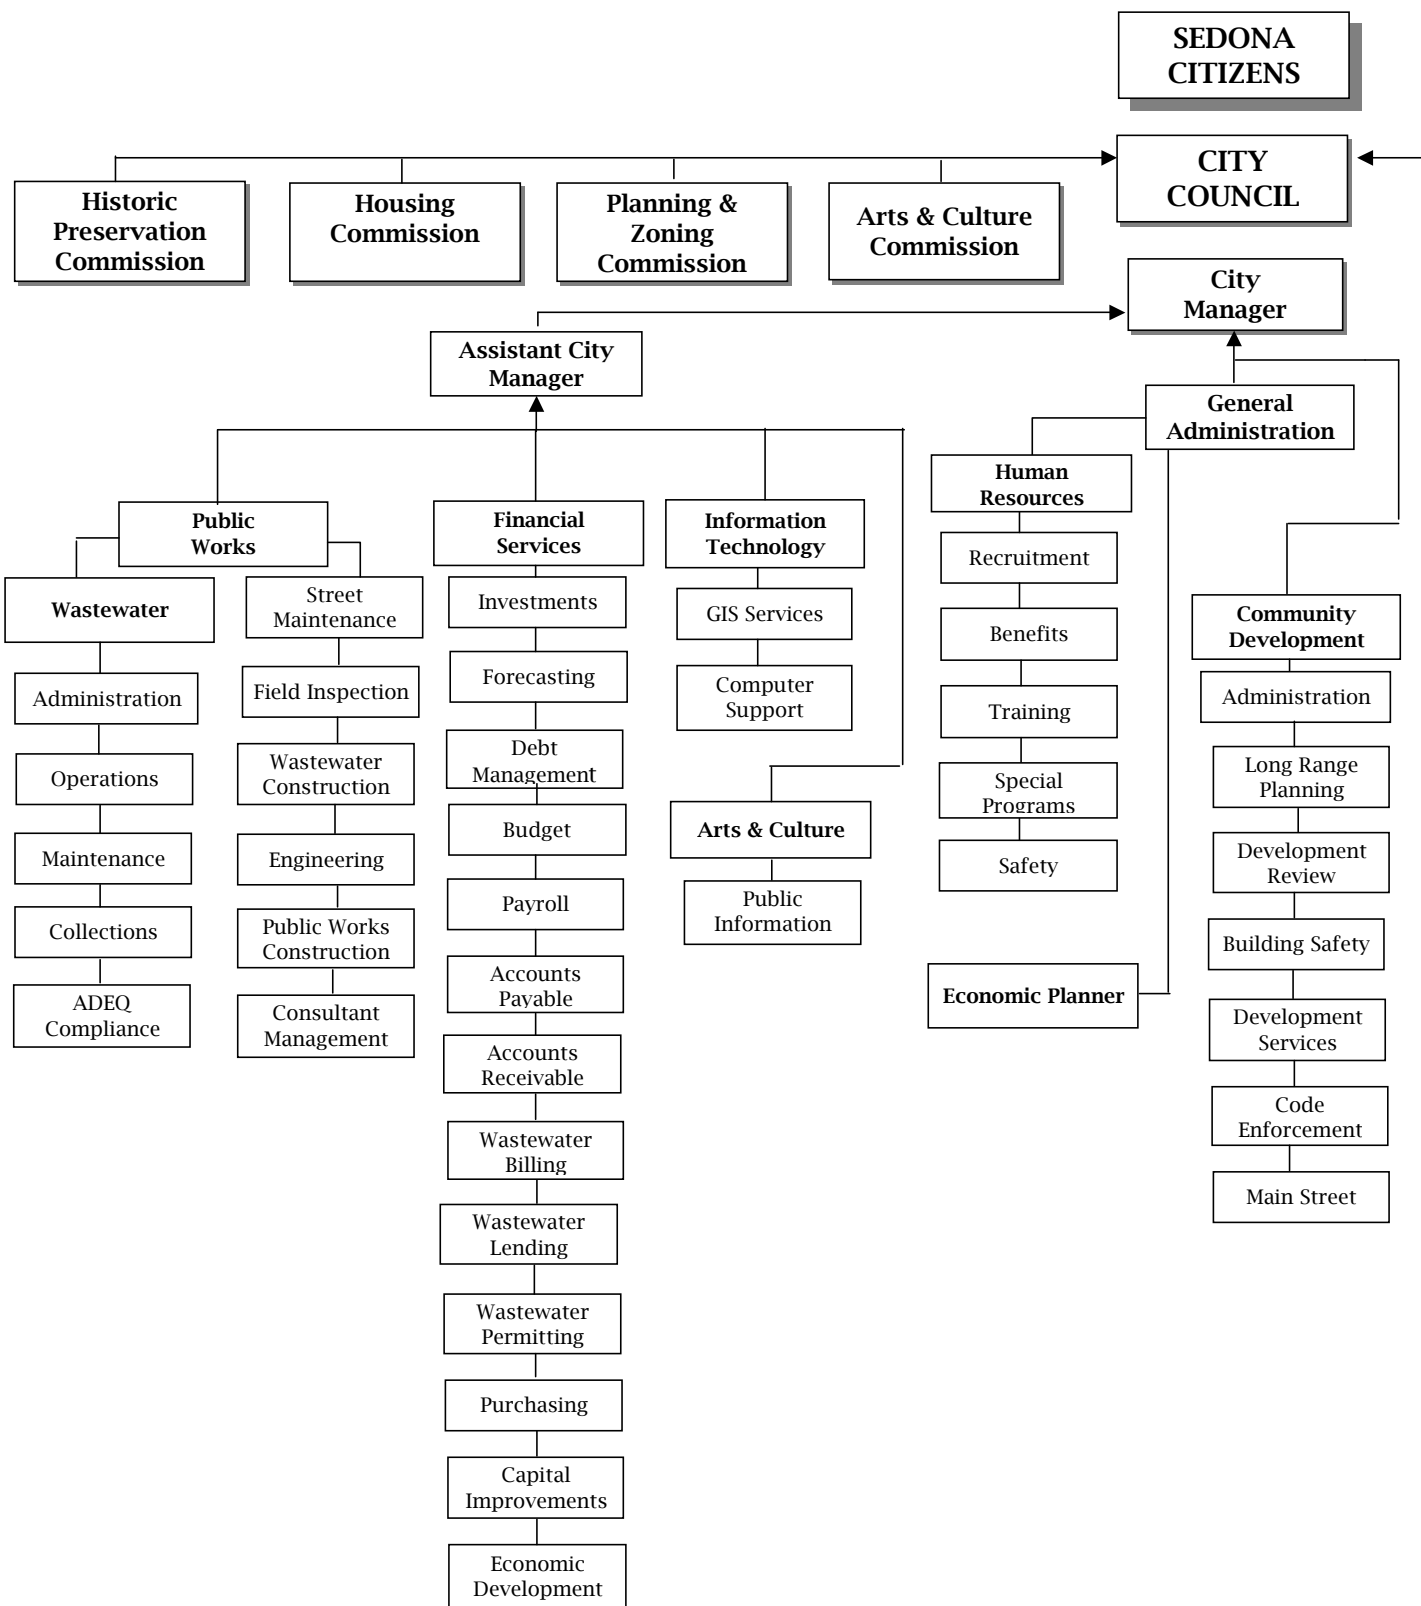 SEDONA
CITIZENS
CITY
COUNCIL
Historic
Preservation
Commission
Housing
Commission
Planning &
Zoning
Commission
Arts & Culture
Commission
City
Manager
Assistant City
Manager
General
Administration
Public
Works
Wastewater
Administration
Operations
Maintenance
Collections
ADEQ
Compliance
Street
Maintenance
Field Inspection
Wastewater
Construction
Engineering
Public Works
Construction
Consultant
Management
Financial
Services
Investments
Forecasting
Debt
Management
Budget
Payroll
Accounts
Payable
Accounts
Receivable
Wastewater
Billing
Wastewater
Lending
Wastewater
Permitting
Purchasing
Capital
Improvements
Economic
Development
Information
Technology
GIS Services
Computer
Support
Arts & Culture
Public
Information
Human
Resources
Recruitment
Benefits
Training
Special
Programs
Safety
Economic Planner
Community
Development
Administration
Long Range
Planning
Development
Review
Building Safety
Development
Services
Code
Enforcement
Main Street